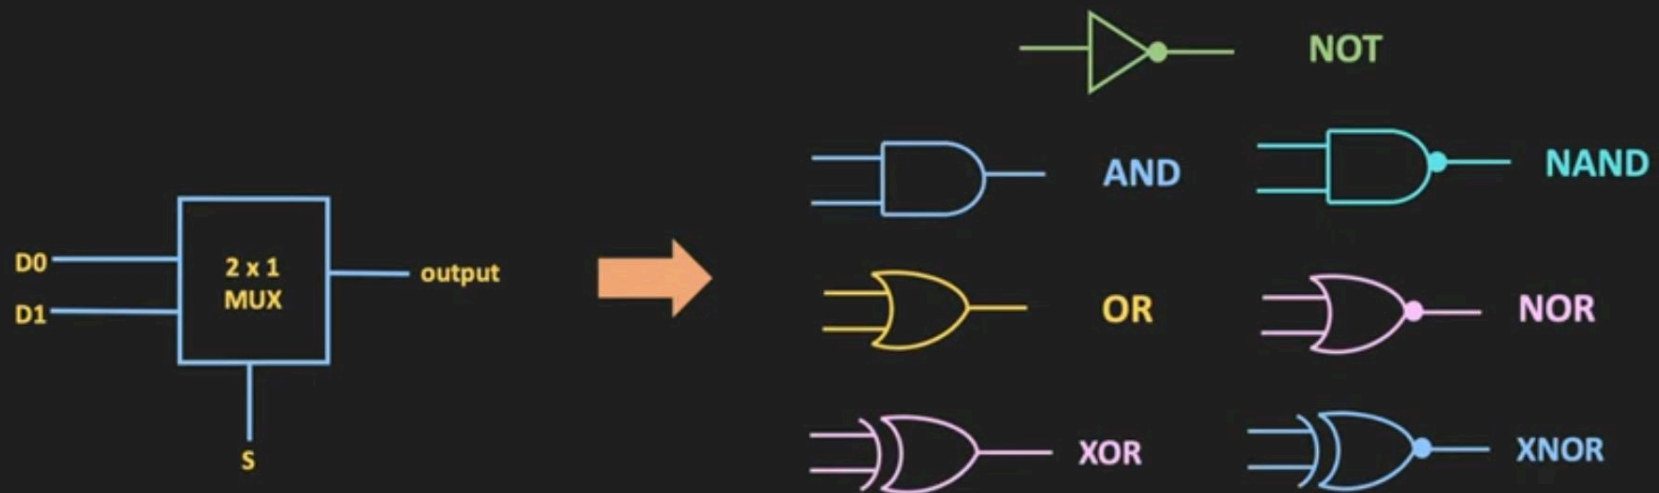 NOT
AND
NAND
D0
D1
2 x 1
MUX
output
S
OR
NOR
XOR
XNOR